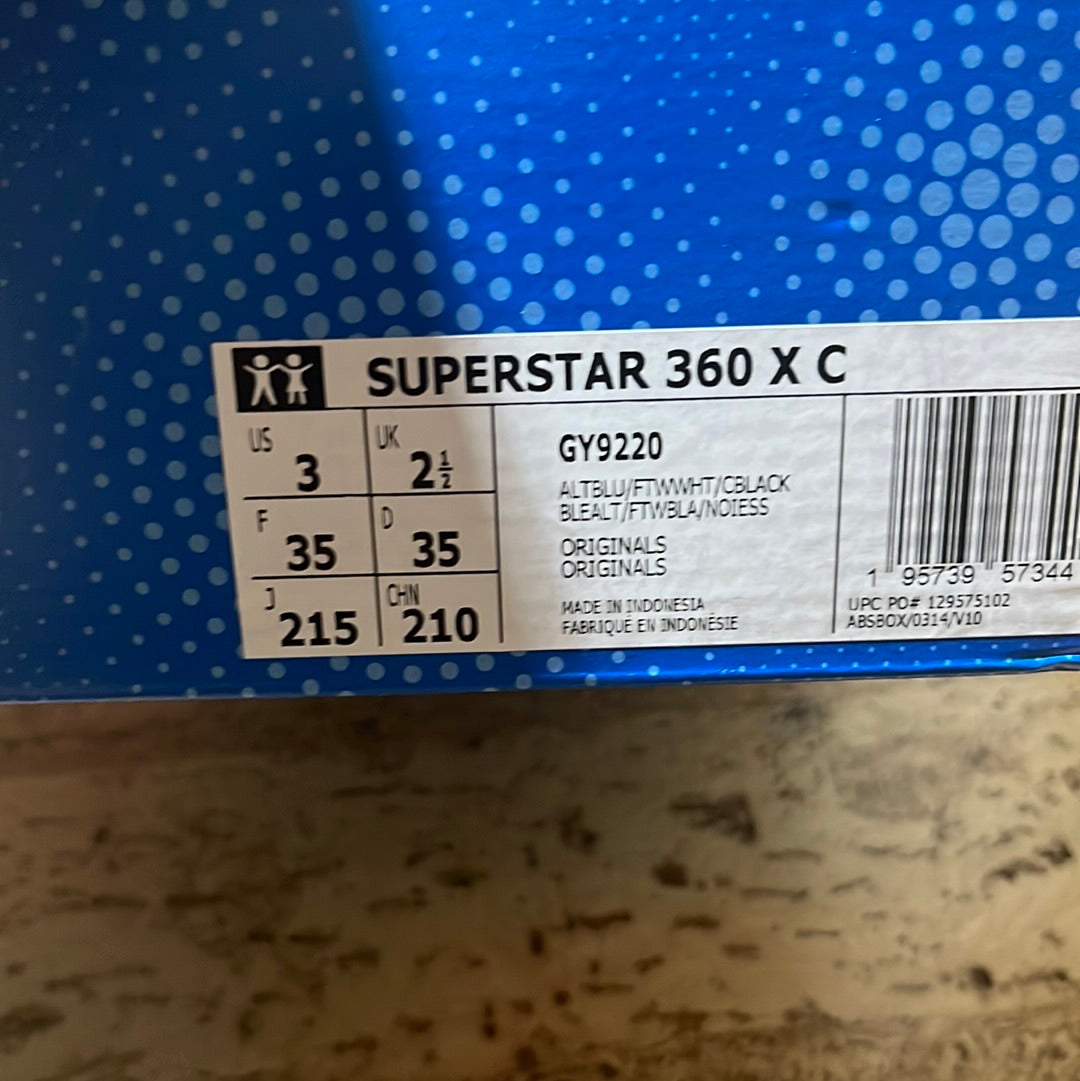 SUPERSTAR 360 X C
US 3 UK 2½
F 35 D 35
J 215 CHN 210
GY9220
ALTBLU/FTWWHT/CBLACK
BLEALT/FTWBLA/NOIESS
ORIGINALS
ORIGINALS
MADE IN INDONESIA
FABRIQUÉ EN INDONÉSIE
1 95739 57344
UPC PO# 129575102
ABSBOX/0314/V10